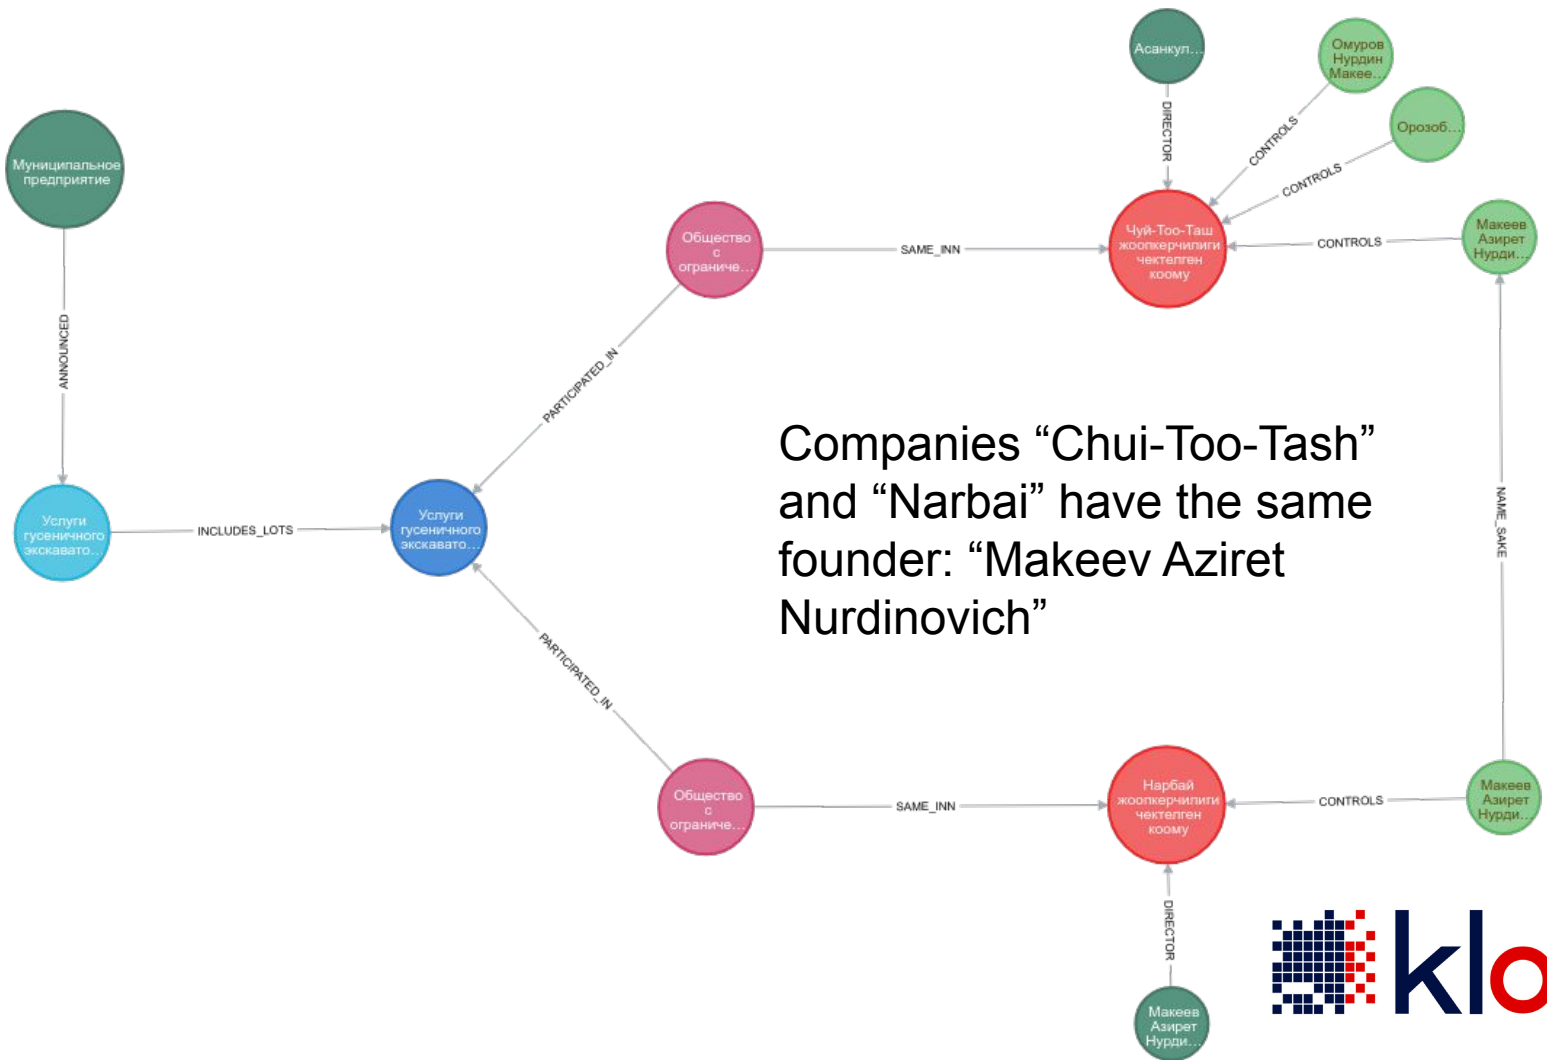 Асанкул...
Омуров
Нурдин
Макее...
Орозоб...
DIRECTOR
CONTROLS
CONTROLS
Муниципальное
предприятие
Общество
с
ограниче...
SAME_INN
Чуй-Тоо-Таш
жоопкерчилиги
чектелген
коому
CONTROLS
Макеев
Азирет
Нурди...
ANNOUNCED
PARTICIPATED_IN
Companies “Chui-Too-Tash”
and “Narbai” have the same
founder: “Makeev Aziret
Nurdinovich”
NAME_SAKE
Услуги
гусеничного
экскавато...
INCLUDES_LOTS
Услуги
гусеничного
экскавато...
PARTICIPATED_IN
Общество
с
ограниче...
SAME_INN
Нарбай
жоопкерчилиги
чектелген
коому
CONTROLS
Макеев
Азирет
Нурди...
DIRECTOR
Макеев
Азирет
Нурди...
klo